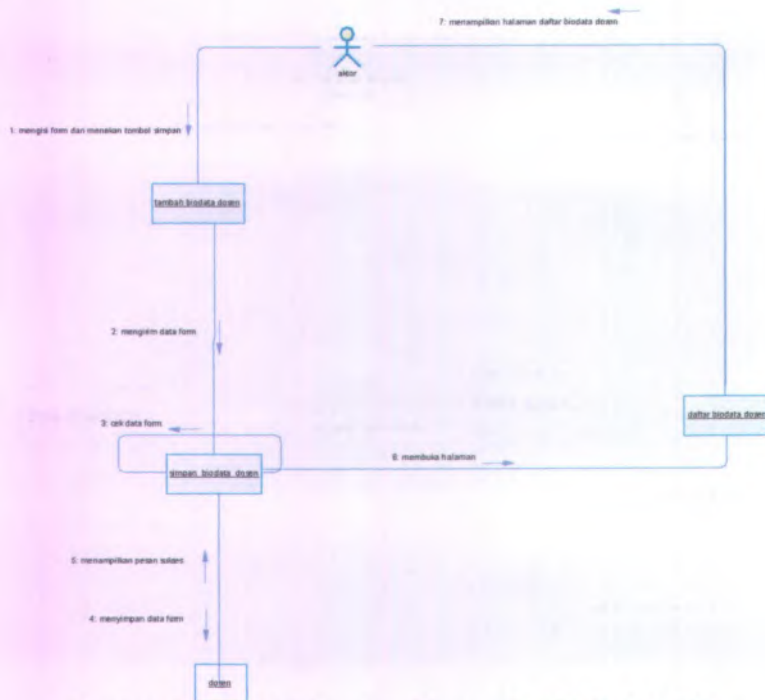 7: menampilkan halaman daftar biodata dosen
aktor
1: mengisi form dan menekan tombol simpan
tambah biodata dosen
2: mengirim data form
3: cek data form
daftar biodata dosen
simpan biodata dosen
6: membuka halaman
5: menampilkan pesan sukses
4: menyimpan data form
dosen